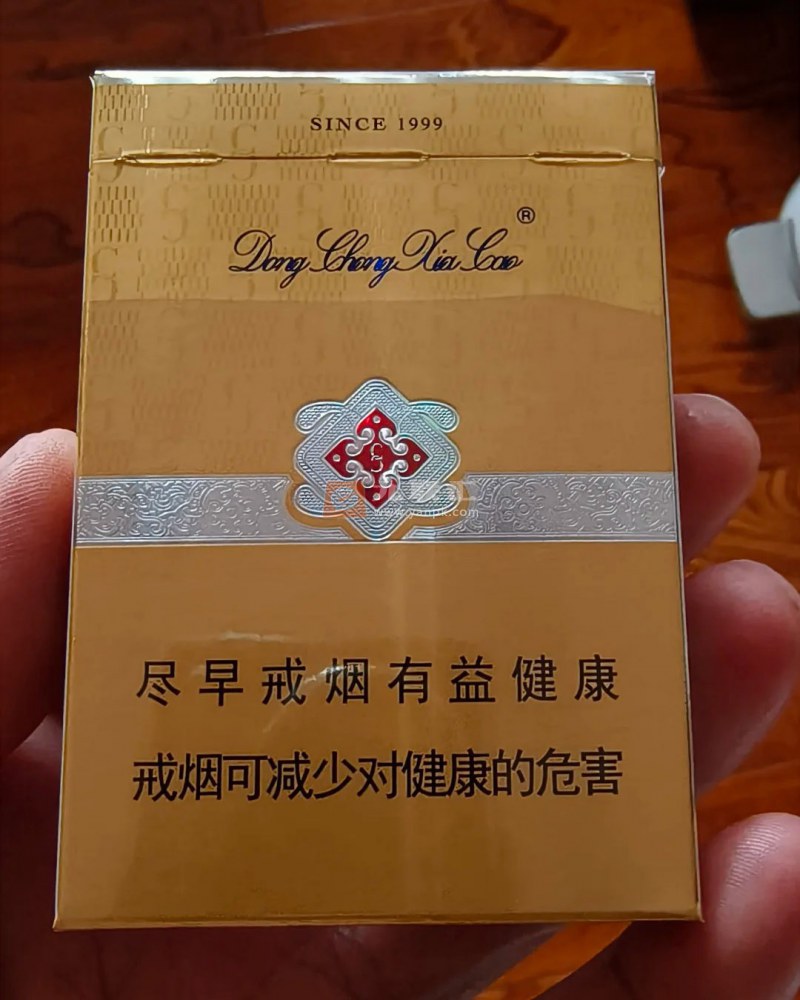 SINCE 1999
Dong Chong Xia Cao®
尽早戒烟有益健康
戒烟可减少对健康的危害